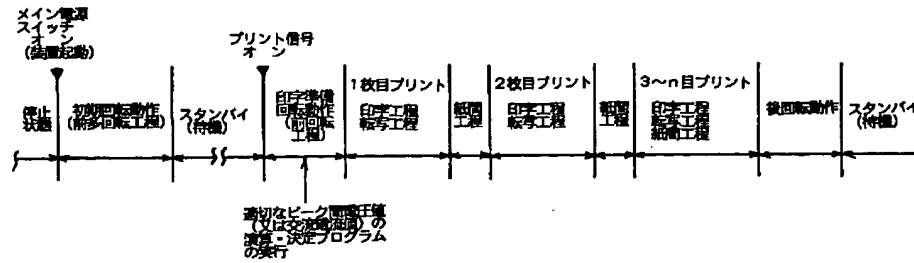 メイン電源
スイッチ
オン
(装置起動)
プリント信号
オン
停止
状態
初期回転動作
(前多回転工程)
スタンバイ
(待機)
印字準備
回転動作
(前回転
工程)
1枚目プリント
印字工程
転写工程
紙間
工程
2枚目プリント
印字工程
転写工程
紙間
工程
3〜n目プリント
印字工程
転写工程
紙間工程
後回転動作
スタンバイ
(待機)
適切なピーク間電圧値
(又は交流電流値)の
演算・決定プログラム
の実行